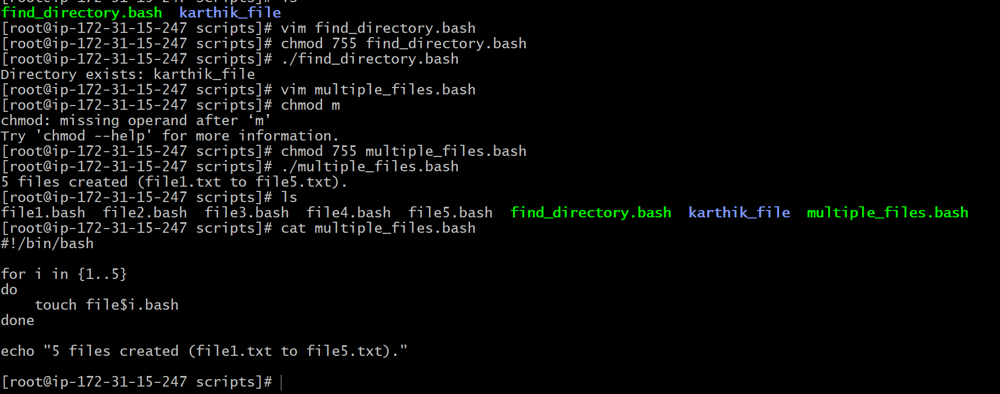 [root@ip-172-31-15-247 scripts]# ls
find_directory.bash  karthik_file
[root@ip-172-31-15-247 scripts]# vim find_directory.bash
[root@ip-172-31-15-247 scripts]# chmod 755 find_directory.bash
[root@ip-172-31-15-247 scripts]# ./find_directory.bash
Directory exists: karthik_file
[root@ip-172-31-15-247 scripts]# vim multiple_files.bash
[root@ip-172-31-15-247 scripts]# chmod m
chmod: missing operand after ‘m’
Try 'chmod --help' for more information.
[root@ip-172-31-15-247 scripts]# chmod 755 multiple_files.bash
[root@ip-172-31-15-247 scripts]# ./multiple_files.bash
5 files created (file1.txt to file5.txt).
[root@ip-172-31-15-247 scripts]# ls
file1.bash  file2.bash  file3.bash  file4.bash  file5.bash  find_directory.bash  karthik_file  multiple_files.bash
[root@ip-172-31-15-247 scripts]# cat multiple_files.bash
#!/bin/bash

for i in {1..5}
do
    touch file$i.bash
done

echo "5 files created (file1.txt to file5.txt)."

[root@ip-172-31-15-247 scripts]#